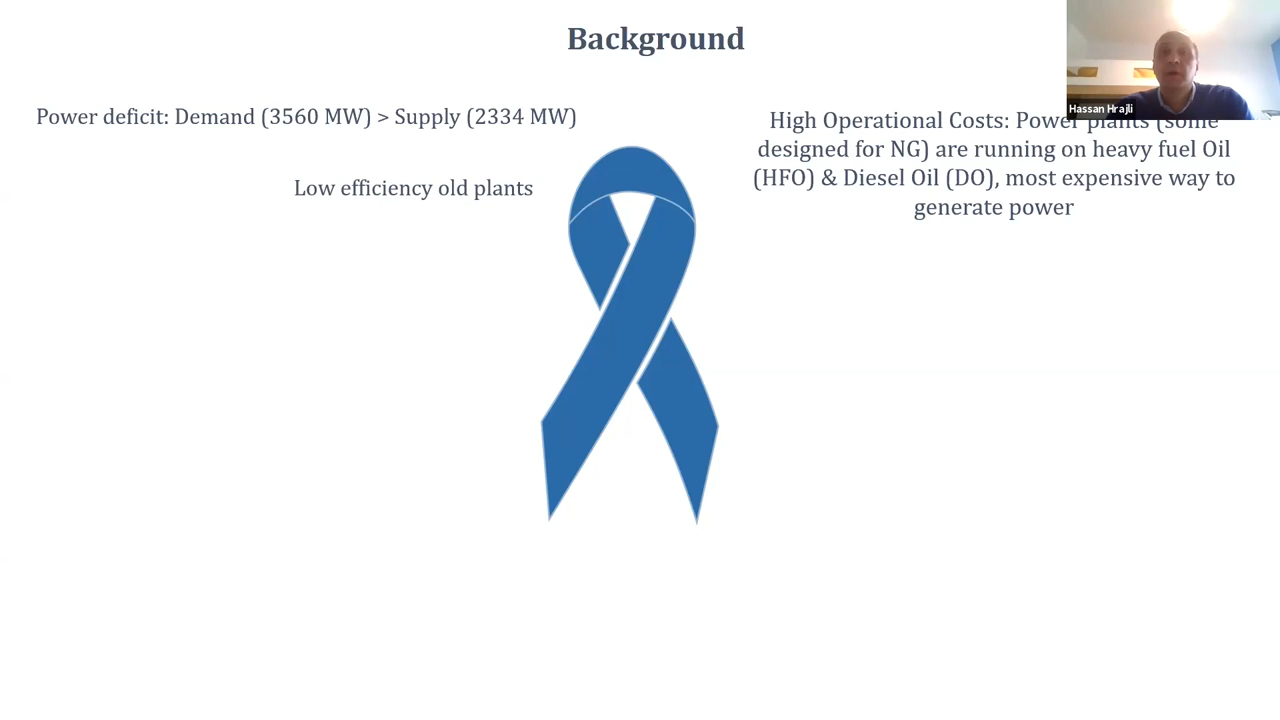 Background
Power deficit: Demand (3560 MW) > Supply (2334 MW)
Low efficiency old plants
High Operational Costs: Power plants (some
designed for NG) are running on heavy fuel Oil
(HFO) & Diesel Oil (DO), most expensive way to
generate power
Hassan Hrajli